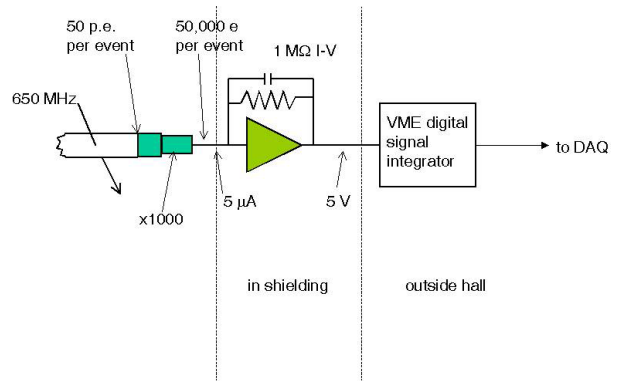 50 p.e.
per event
50,000 e
per event
1 MΩ I-V
650 MHz
VME digital
signal
integrator
to DAQ
x1000
5 μA
5 V
in shielding
outside hall